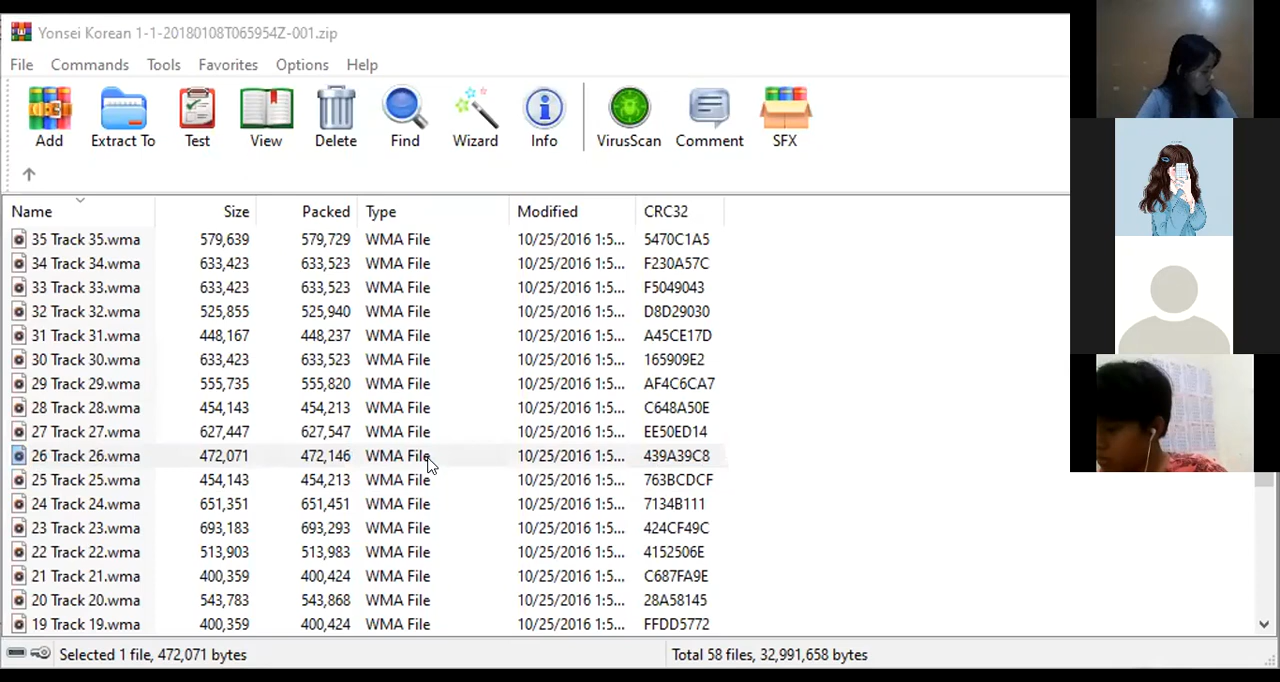 Yonsei Korean 1-1-20180108T065954Z-001.zip
File Commands Tools Favorites Options Help
Add Extract To Test View Delete Find Wizard Info VirusScan Comment SFX
Name Size Packed Type Modified CRC32
35 Track 35.wma 579,639 579,729 WMA File 10/25/2016 1:5... 5470C1A5
34 Track 34.wma 633,423 633,523 WMA File 10/25/2016 1:5... F230A57C
33 Track 33.wma 633,423 633,523 WMA File 10/25/2016 1:5... F5049043
32 Track 32.wma 525,855 525,940 WMA File 10/25/2016 1:5... D8D29030
31 Track 31.wma 448,167 448,237 WMA File 10/25/2016 1:5... A45CE17D
30 Track 30.wma 633,423 633,523 WMA File 10/25/2016 1:5... 165909E2
29 Track 29.wma 555,735 555,820 WMA File 10/25/2016 1:5... AF4C6CA7
28 Track 28.wma 454,143 454,213 WMA File 10/25/2016 1:5... C648A50E
27 Track 27.wma 627,447 627,547 WMA File 10/25/2016 1:5... EE50ED14
26 Track 26.wma 472,071 472,146 WMA File 10/25/2016 1:5... 439A39C8
25 Track 25.wma 454,143 454,213 WMA File 10/25/2016 1:5... 763BCDCF
24 Track 24.wma 651,351 651,451 WMA File 10/25/2016 1:5... 7134B111
23 Track 23.wma 693,183 693,293 WMA File 10/25/2016 1:5... 424CF49C
22 Track 22.wma 513,903 513,983 WMA File 10/25/2016 1:5... 4152506E
21 Track 21.wma 400,359 400,424 WMA File 10/25/2016 1:5... C687FA9E
20 Track 20.wma 543,783 543,868 WMA File 10/25/2016 1:5... 28A58145
19 Track 19.wma 400,359 400,424 WMA File 10/25/2016 1:5... FFDD5772
Selected 1 file, 472,071 bytes Total 58 files, 32,991,658 bytes